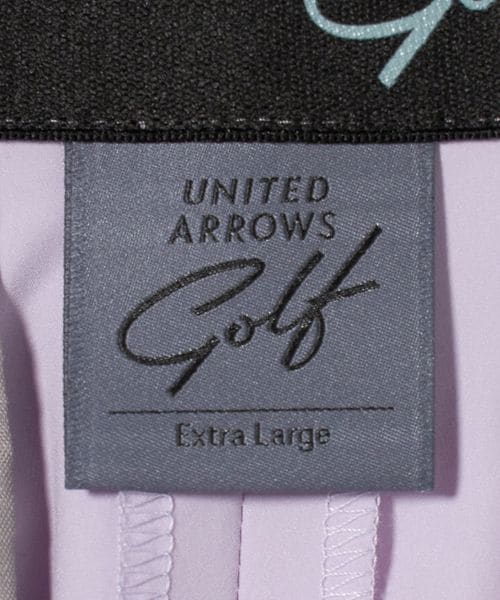 UNITED
ARROWS
Golf
Extra Large